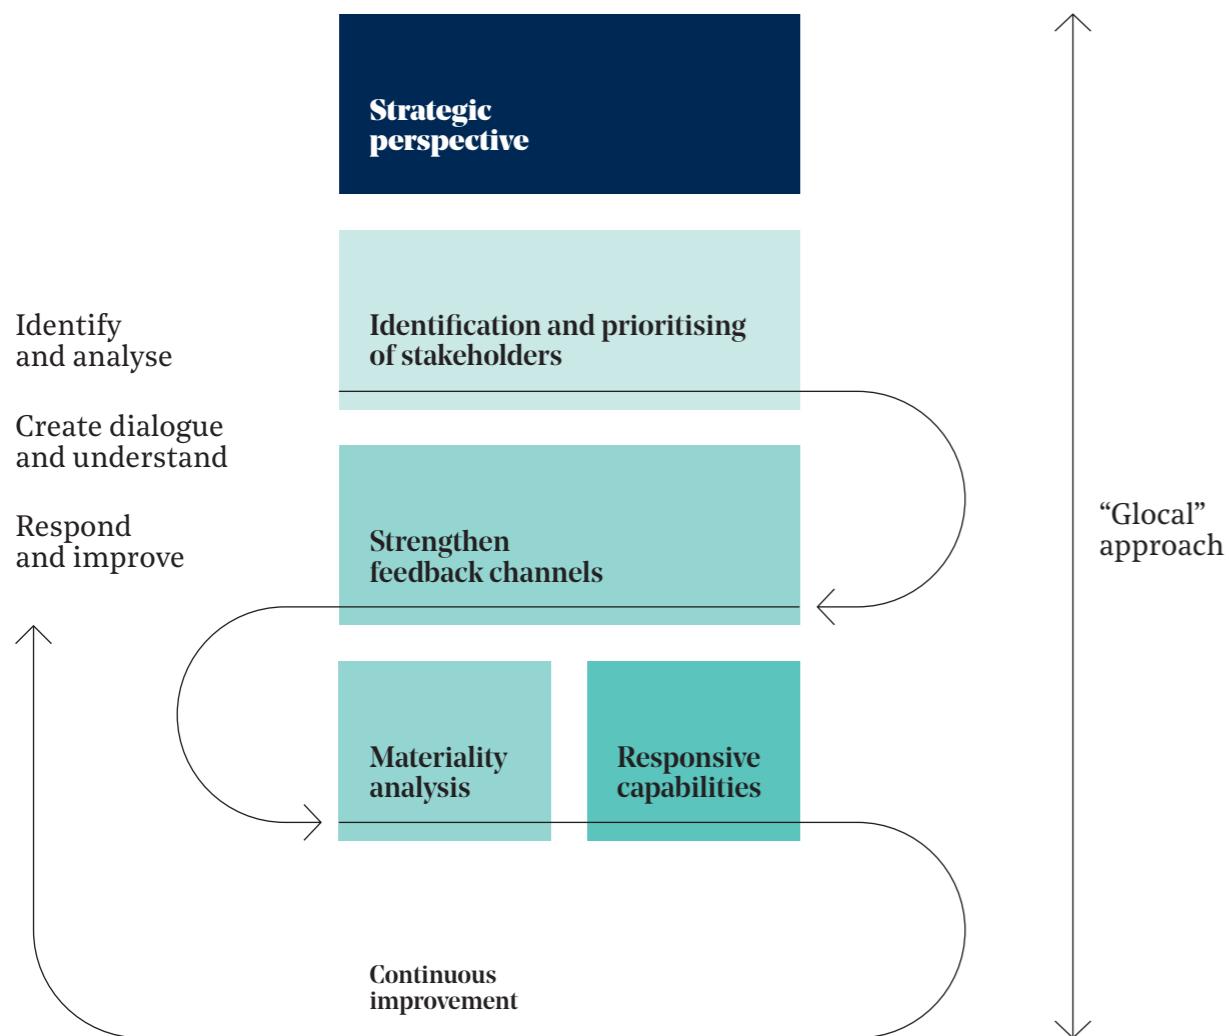 Strategic
perspective
Identify
and analyse
Create dialogue
and understand
Respond
and improve
Identification and prioritising
of stakeholders
Strengthen
feedback channels
Materiality
analysis
Responsive
capabilities
Continuous
improvement
“Glocal”
approach